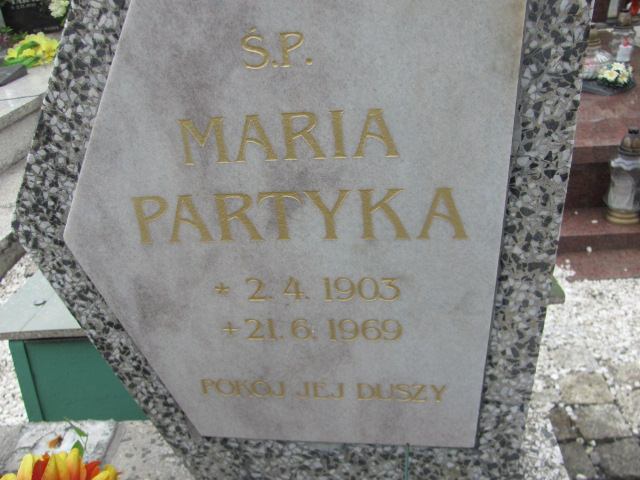 Ś.P.
MARIA
PARTYKA
* 2. 4. 1903
+ 21. 6. 1969
POKÓJ JEJ DUSZY